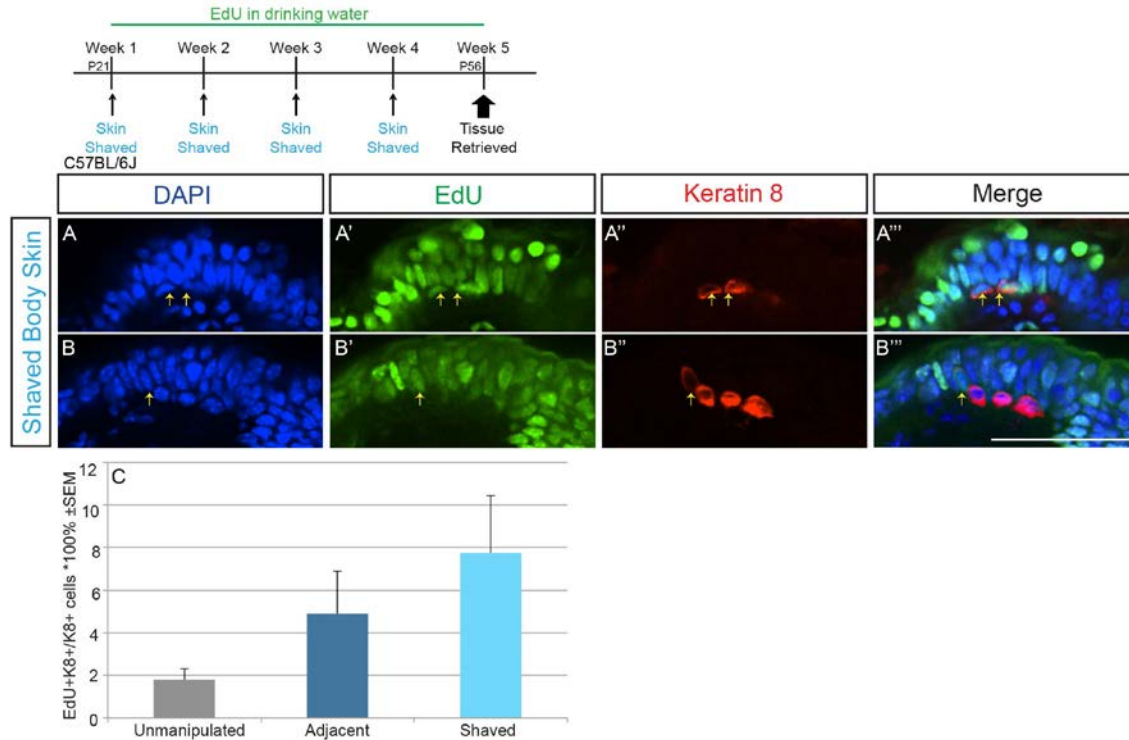 EdU in drinking water
Week 1 Week 2 Week 3 Week 4 Week 5
P21 P56
Skin Shaved Skin Shaved Skin Shaved Skin Shaved Tissue Retrieved
C57BL/6J
DAPI EdU Keratin 8 Merge
Shaved Body Skin
A A' A'' A'''
B B' B'' B'''
C
EdU+K8+/K8+ cells *100% ±SEM
12
10
8
6
4
2
0
Unmanipulated Adjacent Shaved